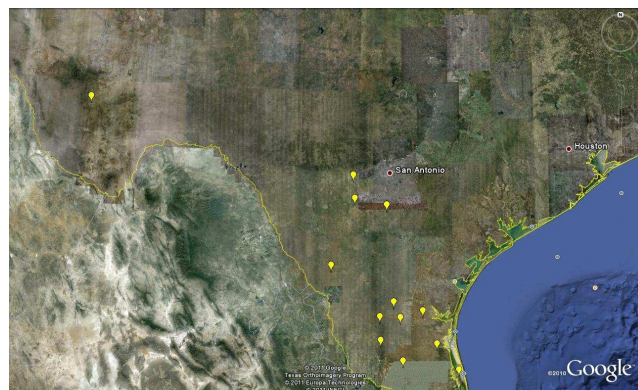 N
Houston
San Antonio
© 2011 Google
Texas Orthoimagery Program
© 2011 Europa Technologies
©2010 Google